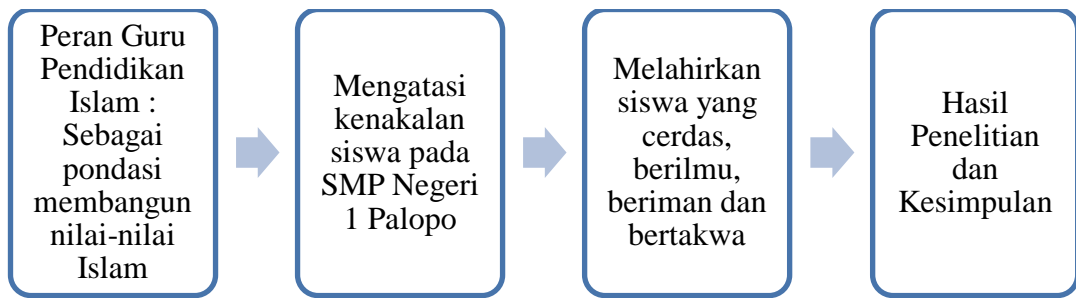 Peran Guru
Pendidikan
Islam :
Sebagai
pondasi
membangun
nilai-nilai
Islam
Mengatasi
kenakalan
siswa pada
SMP Negeri
1 Palopo
Melahirkan
siswa yang
cerdas,
berilmu,
beriman dan
bertakwa
Hasil
Penelitian
dan
Kesimpulan